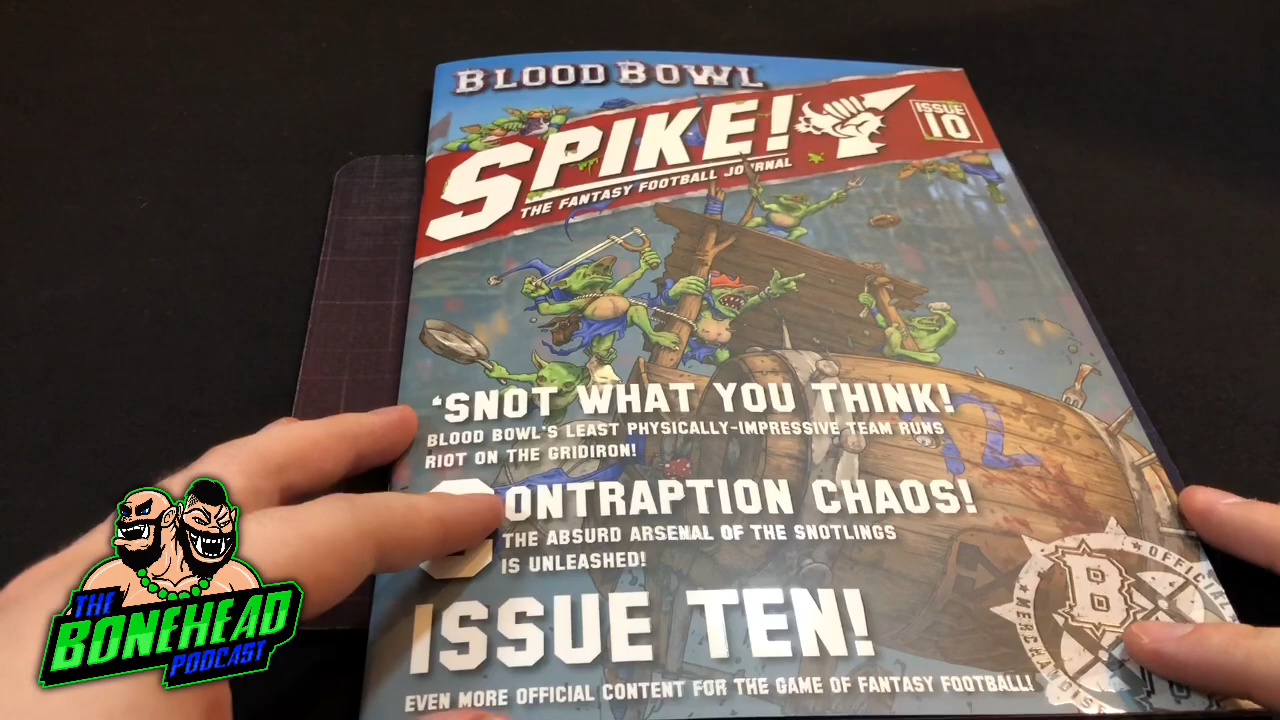 BLOOD BOWL
SPIKE!
ISSUE
10
THE FANTASY FOOTBALL JOURNAL
'SNOT WHAT YOU THINK!
BLOOD BOWL'S LEAST PHYSICALLY-IMPRESSIVE TEAM RUNS
RIOT ON THE GRIDIRON!
ONTRAPTION CHAOS!
THE ABSURD ARSENAL OF THE SNOTLINGS
IS UNLEASHED!
ISSUE TEN!
EVEN MORE OFFICIAL CONTENT FOR THE GAME OF FANTASY FOOTBALL!
12
B
THE
BONEHEAD
PODCAST